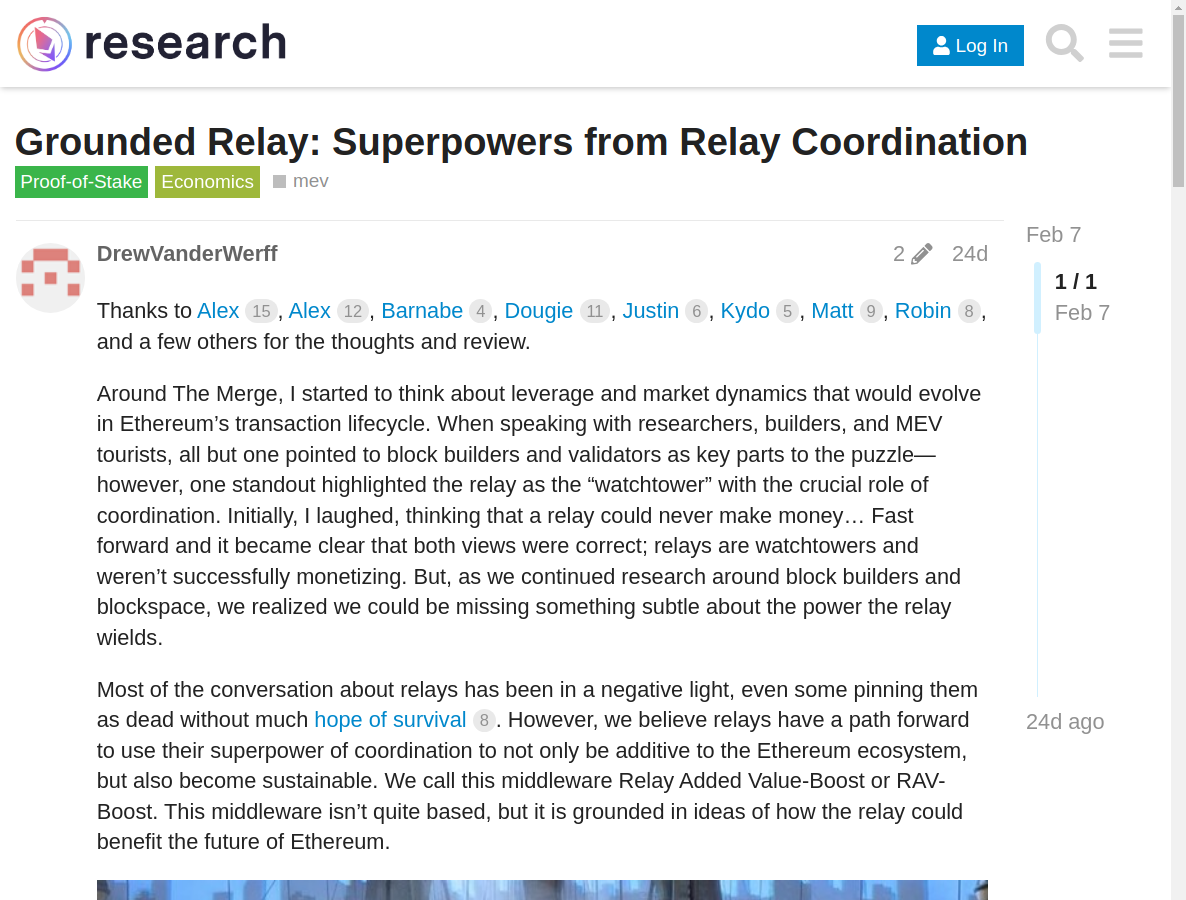 research
Log In
Grounded Relay: Superpowers from Relay Coordination
Proof-of-Stake Economics mev
DrewVanderWerff 2 24d
Thanks to Alex 15, Alex 12, Barnabe 4, Dougie 11, Justin 6, Kydo 5, Matt 9, Robin 8,
and a few others for the thoughts and review.
Around The Merge, I started to think about leverage and market dynamics that would evolve
in Ethereum’s transaction lifecycle. When speaking with researchers, builders, and MEV
tourists, all but one pointed to block builders and validators as key parts to the puzzle—
however, one standout highlighted the relay as the “watchtower” with the crucial role of
coordination. Initially, I laughed, thinking that a relay could never make money… Fast
forward and it became clear that both views were correct; relays are watchtowers and
weren’t successfully monetizing. But, as we continued research around block builders and
blockspace, we realized we could be missing something subtle about the power the relay
wields.
Most of the conversation about relays has been in a negative light, even some pinning them
as dead without much hope of survival 8. However, we believe relays have a path forward
to use their superpower of coordination to not only be additive to the Ethereum ecosystem,
but also become sustainable. We call this middleware Relay Added Value-Boost or RAV-
Boost. This middleware isn’t quite based, but it is grounded in ideas of how the relay could
benefit the future of Ethereum.
Feb 7
1 / 1
Feb 7
24d ago